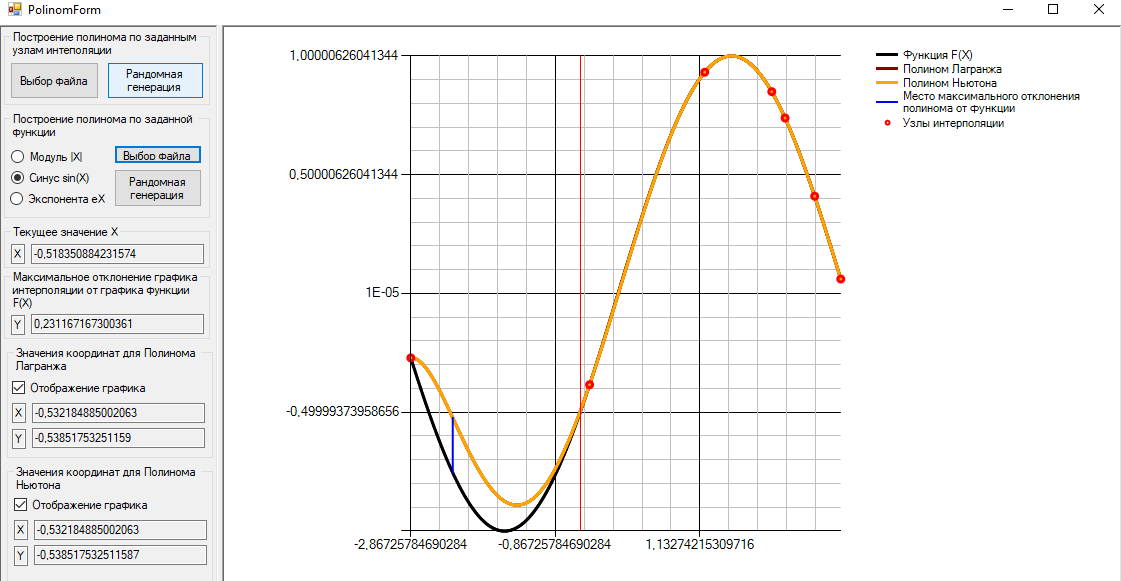 PolinomForm
Построение полинома по заданным
узлам интеполяции
Выбор файла
Рандомная
генерация
Построение полинома по заданной
функции
Модуль |X|
Выбор файла
Синус sin(X)
Рандомная
генерация
Экспонента eX
Текущее значение X
X
-0,518350884231574
Максимальное отклонение графика
интерполяции от графика функции
F(X)
Y
0,231167167300361
Значения координат для Полинома
Лагранжа
Отображение графика
X
-0,532184885002063
Y
-0,53851753251159
Значения координат для Полинома
Ньютона
Отображение графика
X
-0,532184885002063
Y
-0,538517532511587
1,00000626041344
0,50000626041344
1E-05
-0,49999373958656
-2,86725784690284
-0,86725784690284
1,13274215309716
Функция F(X)
Полином Лагранжа
Полином Ньютона
Место максимального отклонения
полинома от функции
Узлы интерполяции